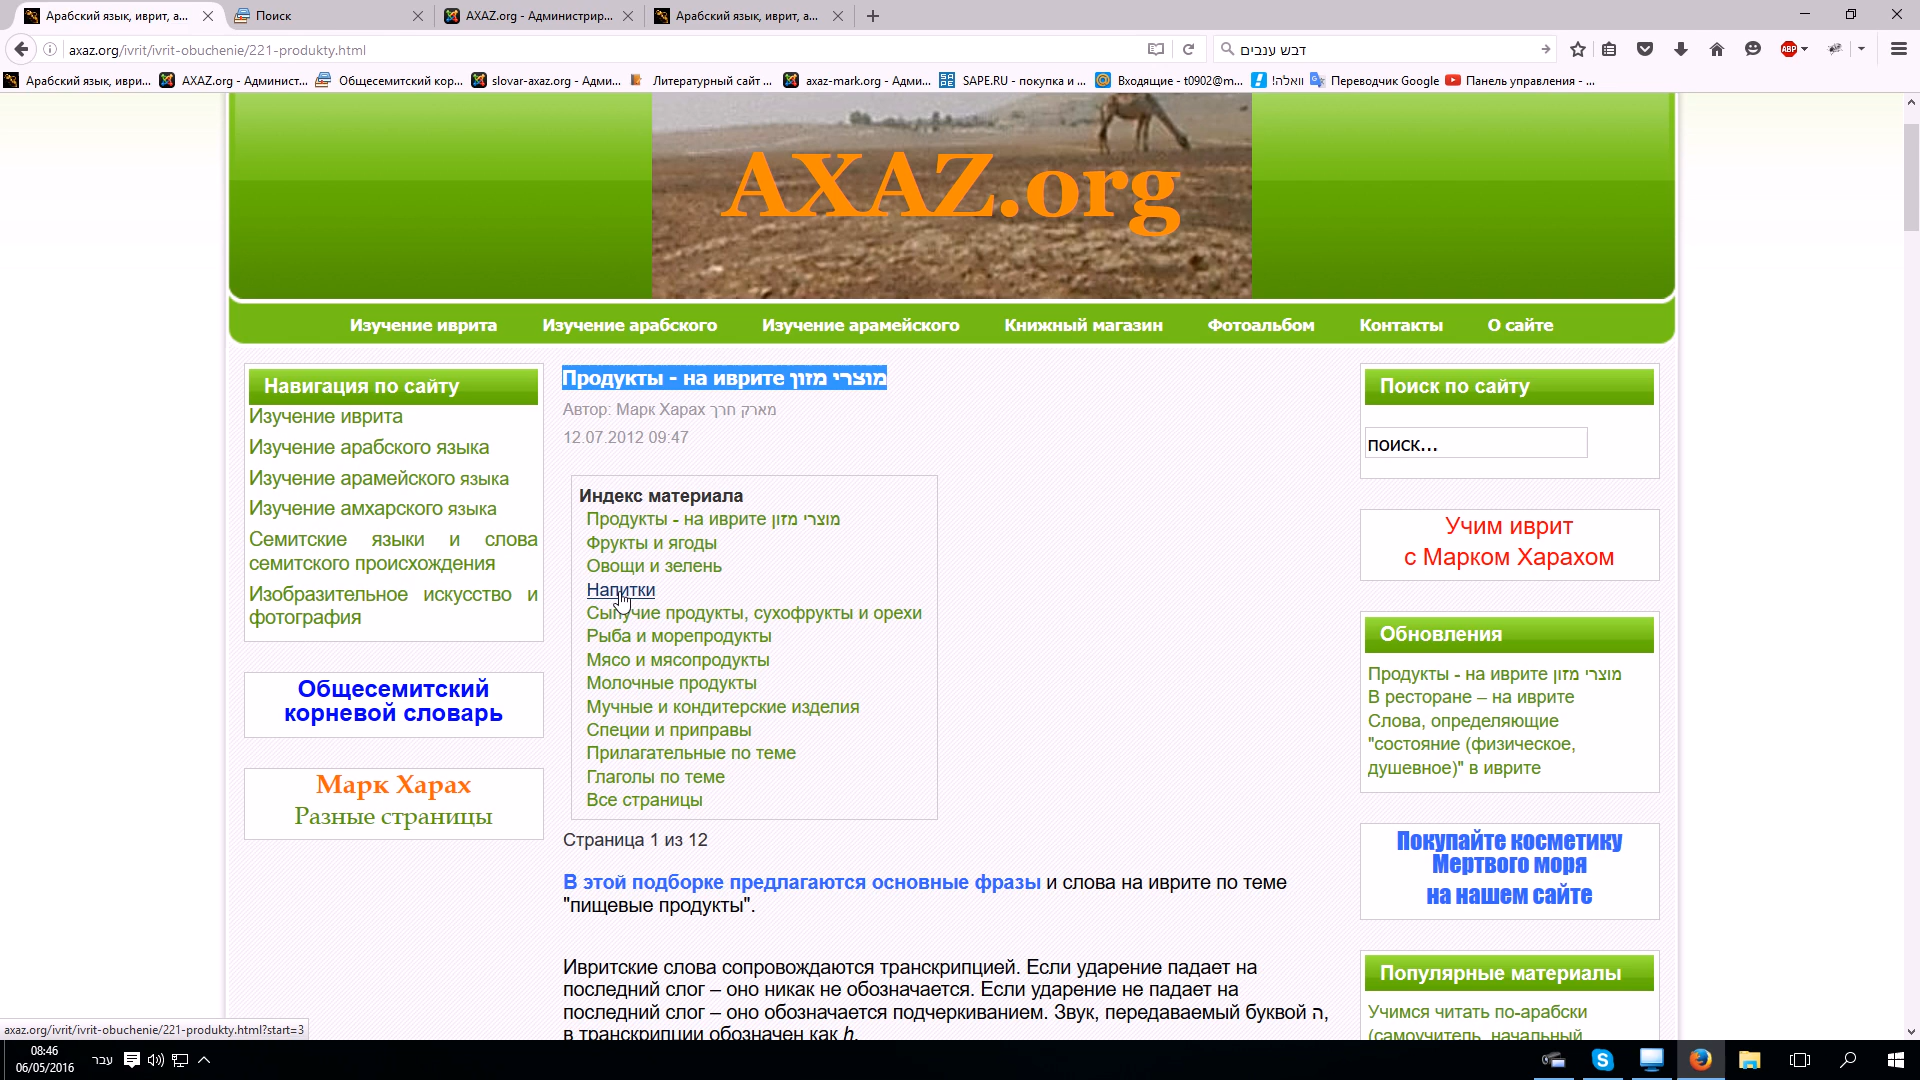 Арабский язык, иврит, а...
Поиск
AXAZ.org - Администрир...
Арабский язык, иврит, а...
axaz.org/ivrit/ivrit-obuchenie/221-produkty.html
דבש ענבים
ABP
Арабский язык, иври...
AXAZ.org - Админист...
Общесемитский кор...
slovar-axaz.org - Адми...
Литературный сайт ...
axaz-mark.org - Адми...
SAPE.RU - покупка и ...
Входящие - t0902@m...
וואלה!
Переводчик Google
Панель управления - ...
AXAZ.org
Изучение иврита
Изучение арабского
Изучение арамейского
Книжный магазин
Фотоальбом
Контакты
О сайте
Навигация по сайту
Изучение иврита
Изучение арабского языка
Изучение арамейского языка
Изучение амхарского языка
Семитские языки и слова
семитского происхождения
Изобразительное искусство и
фотография
Общесемитский
корневой словарь
Марк Харах
Разные страницы
Продукты - на иврите מוצרי מזון
Автор: Марк Харах מארק חרך
12.07.2012 09:47
Индекс материала
Продукты - на иврите מוצרי מזון
Фрукты и ягоды
Овощи и зелень
Напитки
Сыпучие продукты, сухофрукты и орехи
Рыба и морепродукты
Мясо и мясопродукты
Молочные продукты
Мучные и кондитерские изделия
Специи и приправы
Прилагательные по теме
Глаголы по теме
Все страницы
Страница 1 из 12
В этой подборке предлагаются основные фразы и слова на иврите по теме
"пищевые продукты".
Ивритские слова сопровождаются транскрипцией. Если ударение падает на
последний слог – оно никак не обозначается. Если ударение не падает на
последний слог – оно обозначается подчеркиванием. Звук, передаваемый буквой ה,
в транскрипции обозначен как h.
Поиск по сайту
поиск...
Учим иврит
с Марком Харахом
Обновления
Продукты - на иврите מוצרי מזון
В ресторане – на иврите
Слова, определяющие
"состояние (физическое,
душевное)" в иврите
Покупайте косметику
Мертвого моря
на нашем сайте
Популярные материалы
Учимся читать по-арабски
(самоучитель, начальный
axaz.org/ivrit/ivrit-obuchenie/221-produkty.html?start=3
08:46
06/05/2016
עבר